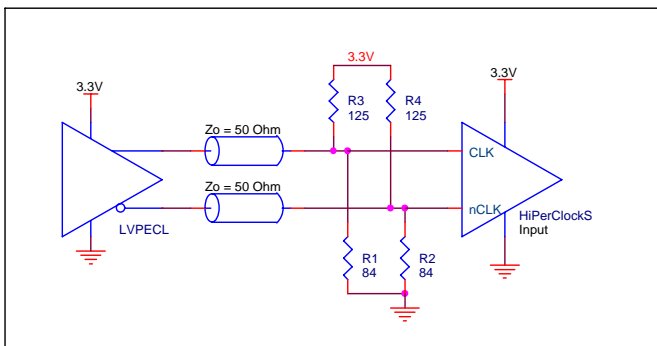 3.3V
3.3V
3.3V
R3
125
R4
125
Zo = 50 Ohm
CLK
Zo = 50 Ohm
nCLK
LVPECL
HiPerClockS
Input
R1
84
R2
84